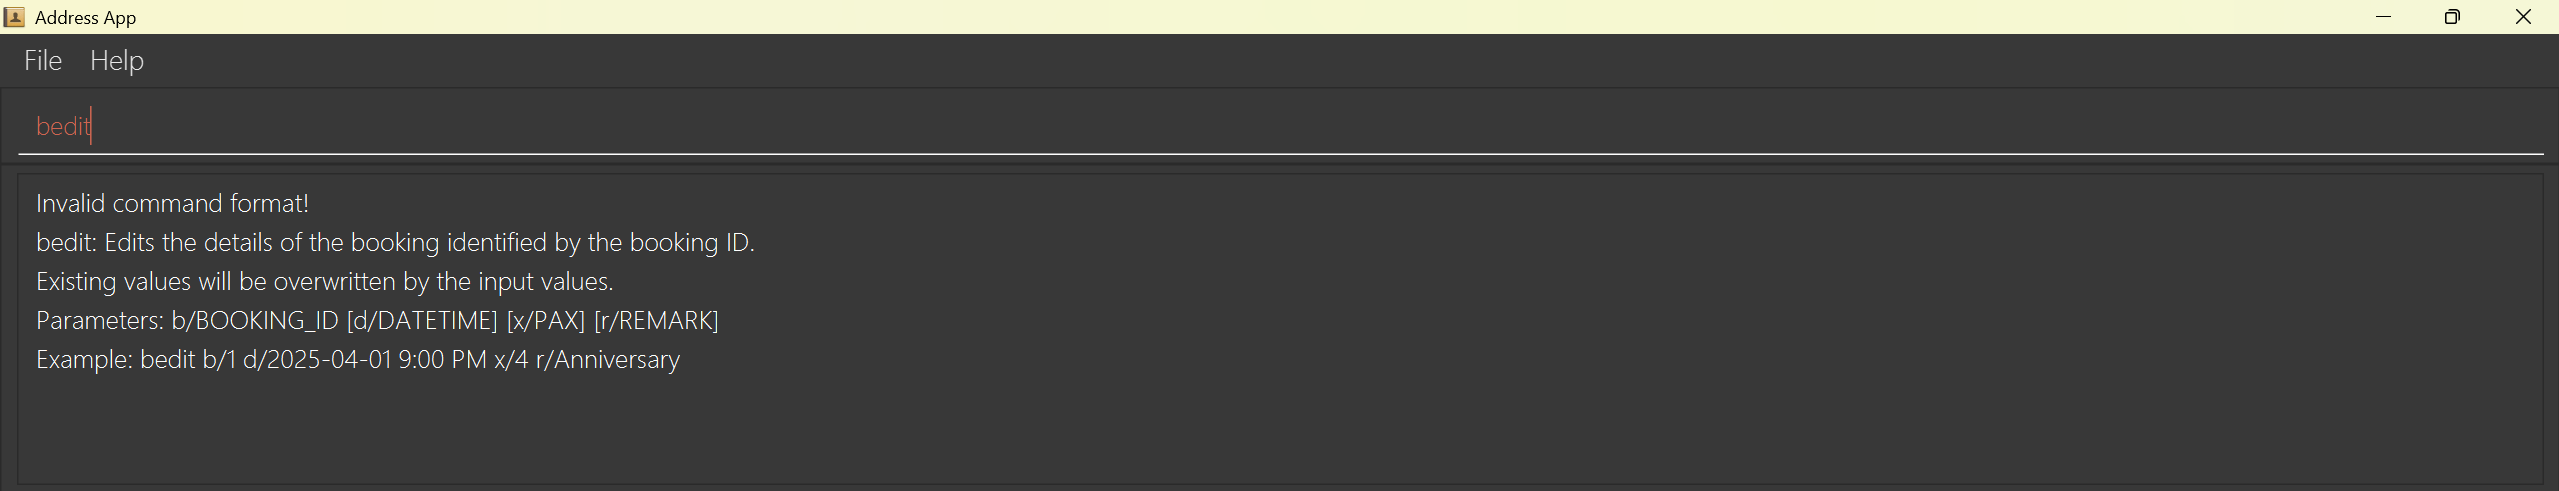 Address App
File Help
bedit
Invalid command format!
bedit: Edits the details of the booking identified by the booking ID.
Existing values will be overwritten by the input values.
Parameters: b/BOOKING_ID [d/DATETIME] [x/PAX] [r/REMARK]
Example: bedit b/1 d/2025-04-01 9:00 PM x/4 r/Anniversary